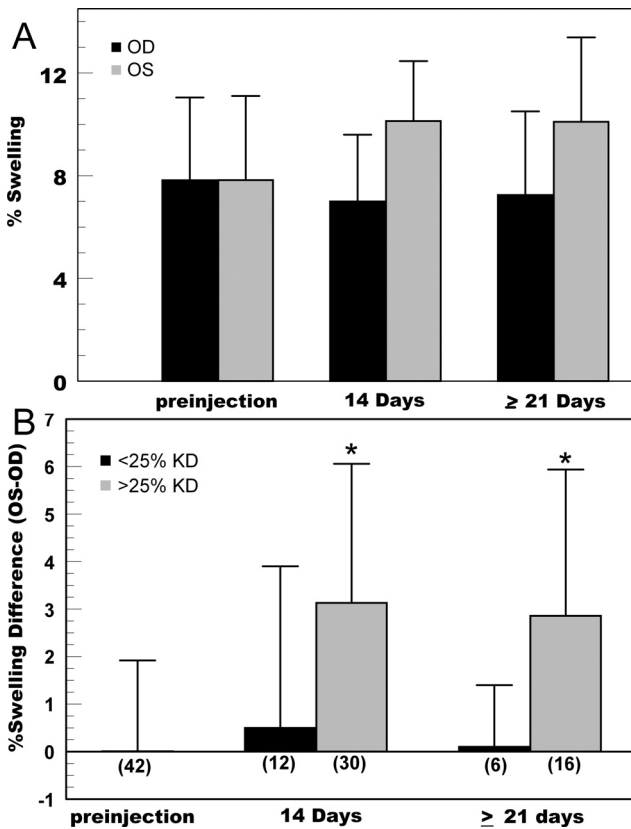 A
OD
OS
% Swelling
12
8
4
0
preinjection 14 Days ≥ 21 Days
B
<25% KD
>25% KD
%Swelling Difference (OS-OD)
7
6
5
4
3
2
1
0
-1
* *
(42) (12) (30) (6) (16)
preinjection 14 Days ≥ 21 days